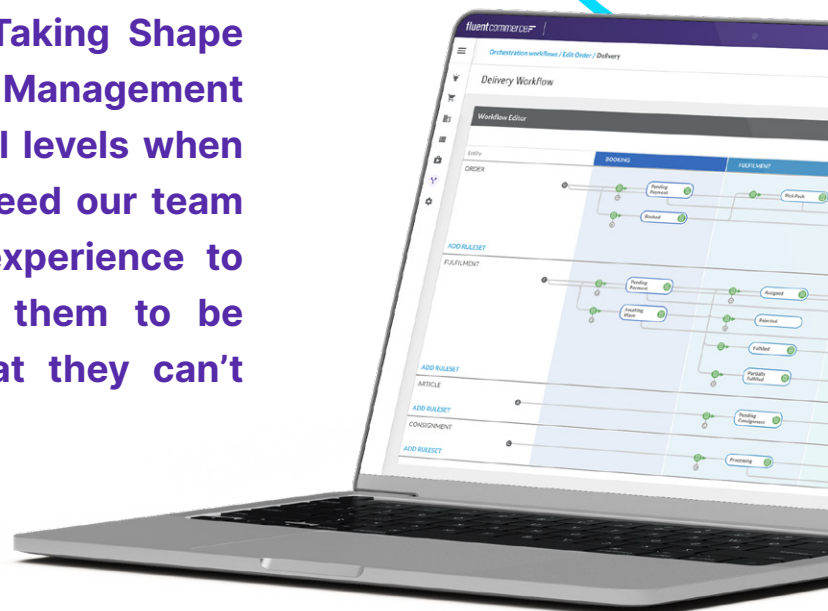 Taking Shape
Management
l levels when
eed our team
experience to
them to be
at they can't
fluentcommerce
Orchestration workflows / Edit Order / Delivery
Delivery Workflow
Workflow Editor
Entity
BOOKING
FULFILMENT
ORDER
Pending
Payment
Pick Pack
Booked
ADD RULESET
FULFILMENT
Pending
Payment
Assigned
Awaiting
Wave
Rejected
Fulfilled
Partially
Fulfilled
ADD RULESET
ARTICLE
Pending
Consignment
ADD RULESET
CONSIGNMENT
Processing
ADD RULESET